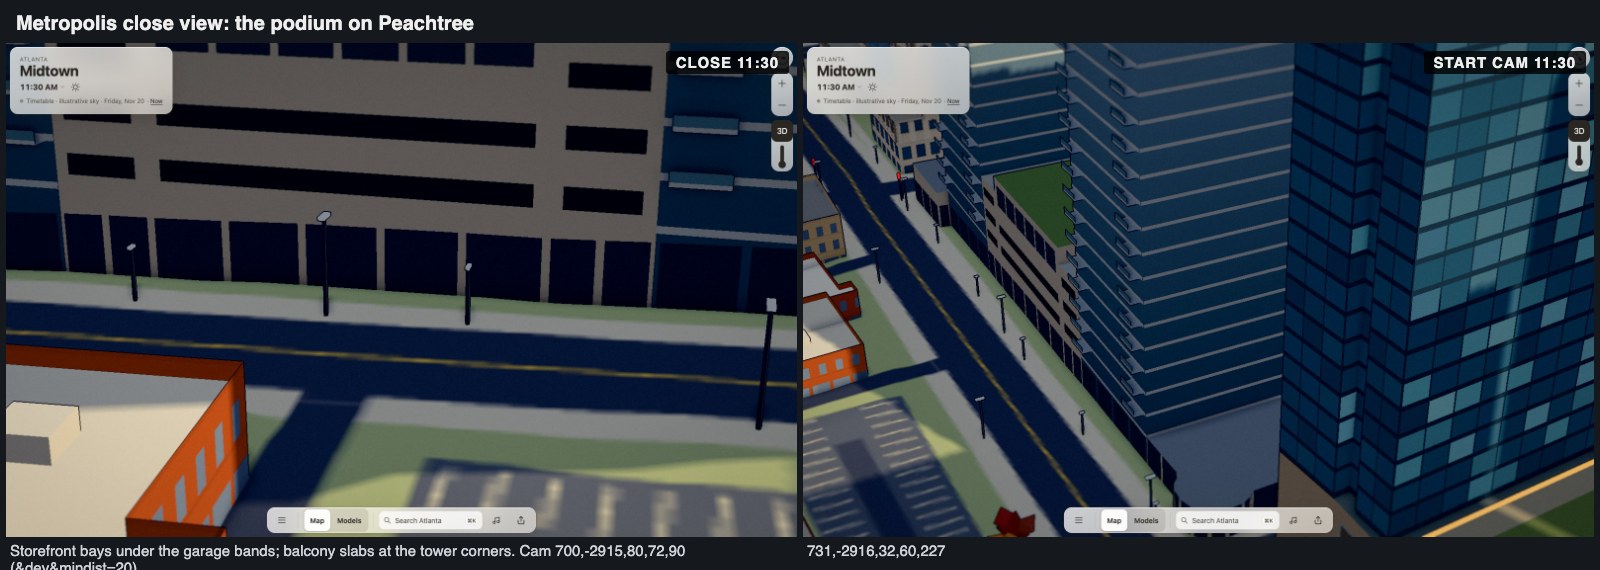 Metropolis close view: the podium on Peachtree
ATLANTA
Midtown
11:30 AM
Timetable · illustrative sky · Friday, Nov 20 · Now
CLOSE 11:30
+
−
3D
Map Models Search Atlanta ⌘K
Storefront bays under the garage bands; balcony slabs at the tower corners. Cam 700,-2915,80,72,90
(&dev&mindist=20)
ATLANTA
Midtown
11:30 AM
Timetable · illustrative sky · Friday, Nov 20 · Now
START CAM 11:30
+
−
3D
Map Models Search Atlanta ⌘K
731,-2916,32,60,227